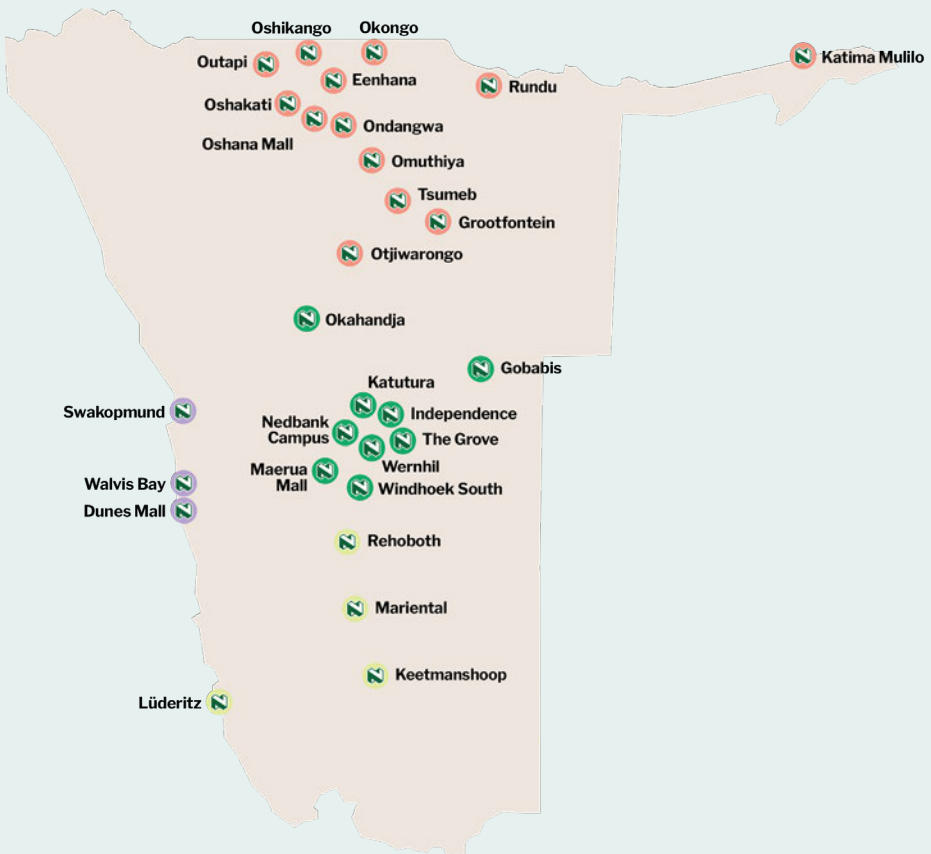 Oshikango
Okongo
Outapi
Katima Mulilo
Eenhana
Rundu
Oshakati
Ondangwa
Oshana Mall
Omuthiya
Tsumeb
Grootfontein
Otjiwarongo
Okahandja
Gobabis
Katutura
Swakopmund
Independence
Nedbank
Campus
The Grove
Wernhil
Maerua
Mall
Walvis Bay
Windhoek South
Dunes Mall
Rehoboth
Mariental
Keetmanshoop
Lüderitz